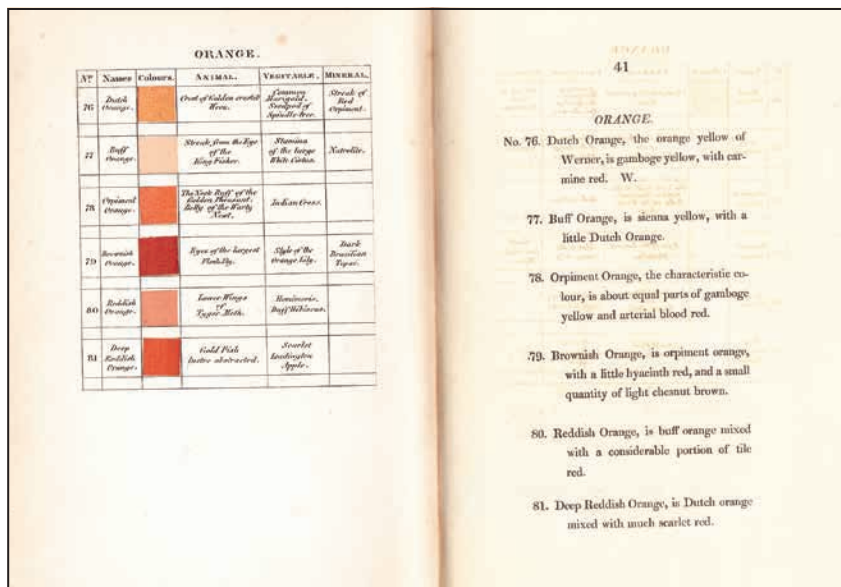 ORANGE.
No. Names Colours. ANIMAL. VEGETABLE. MINERAL.
76 Dutch Orange. Crest of Golden crested Wren. Common Marigold. Seedpod of Spindle-tree. Streak of Red Orpiment.
77 Buff Orange. Streak from the Eye of the King Fisher. Stamina of the large White Cistus. Natrolite.
78 Orpiment Orange. The Neck Ruff of the Golden Pheasant. Belly of the Warty Newt. Indian Cress.
79 Brownish Orange. Eyes of the largest Flesh Fly. Style of the Orange Lily. Dark Brazilian Topaz.
80 Reddish Orange. Lower Wings of Tyger Moth. Hemimeris. Buff Hibiscus.
81 Deep Reddish Orange. Gold Fish lustre abstracted. Scarlet Leadington Apple.
41
ORANGE.
No. 76. Dutch Orange, the orange yellow of
Werner, is gamboge yellow, with car-
mine red. W.
77. Buff Orange, is sienna yellow, with a
little Dutch Orange.
78. Orpiment Orange, the characteristic co-
lour, is about equal parts of gamboge
yellow and arterial blood red.
79. Brownish Orange, is orpiment orange,
with a little hyacinth red, and a small
quantity of light chesnut brown.
80. Reddish Orange, is buff orange mixed
with a considerable portion of tile
red.
81. Deep Reddish Orange, is Dutch orange
mixed with much scarlet red.